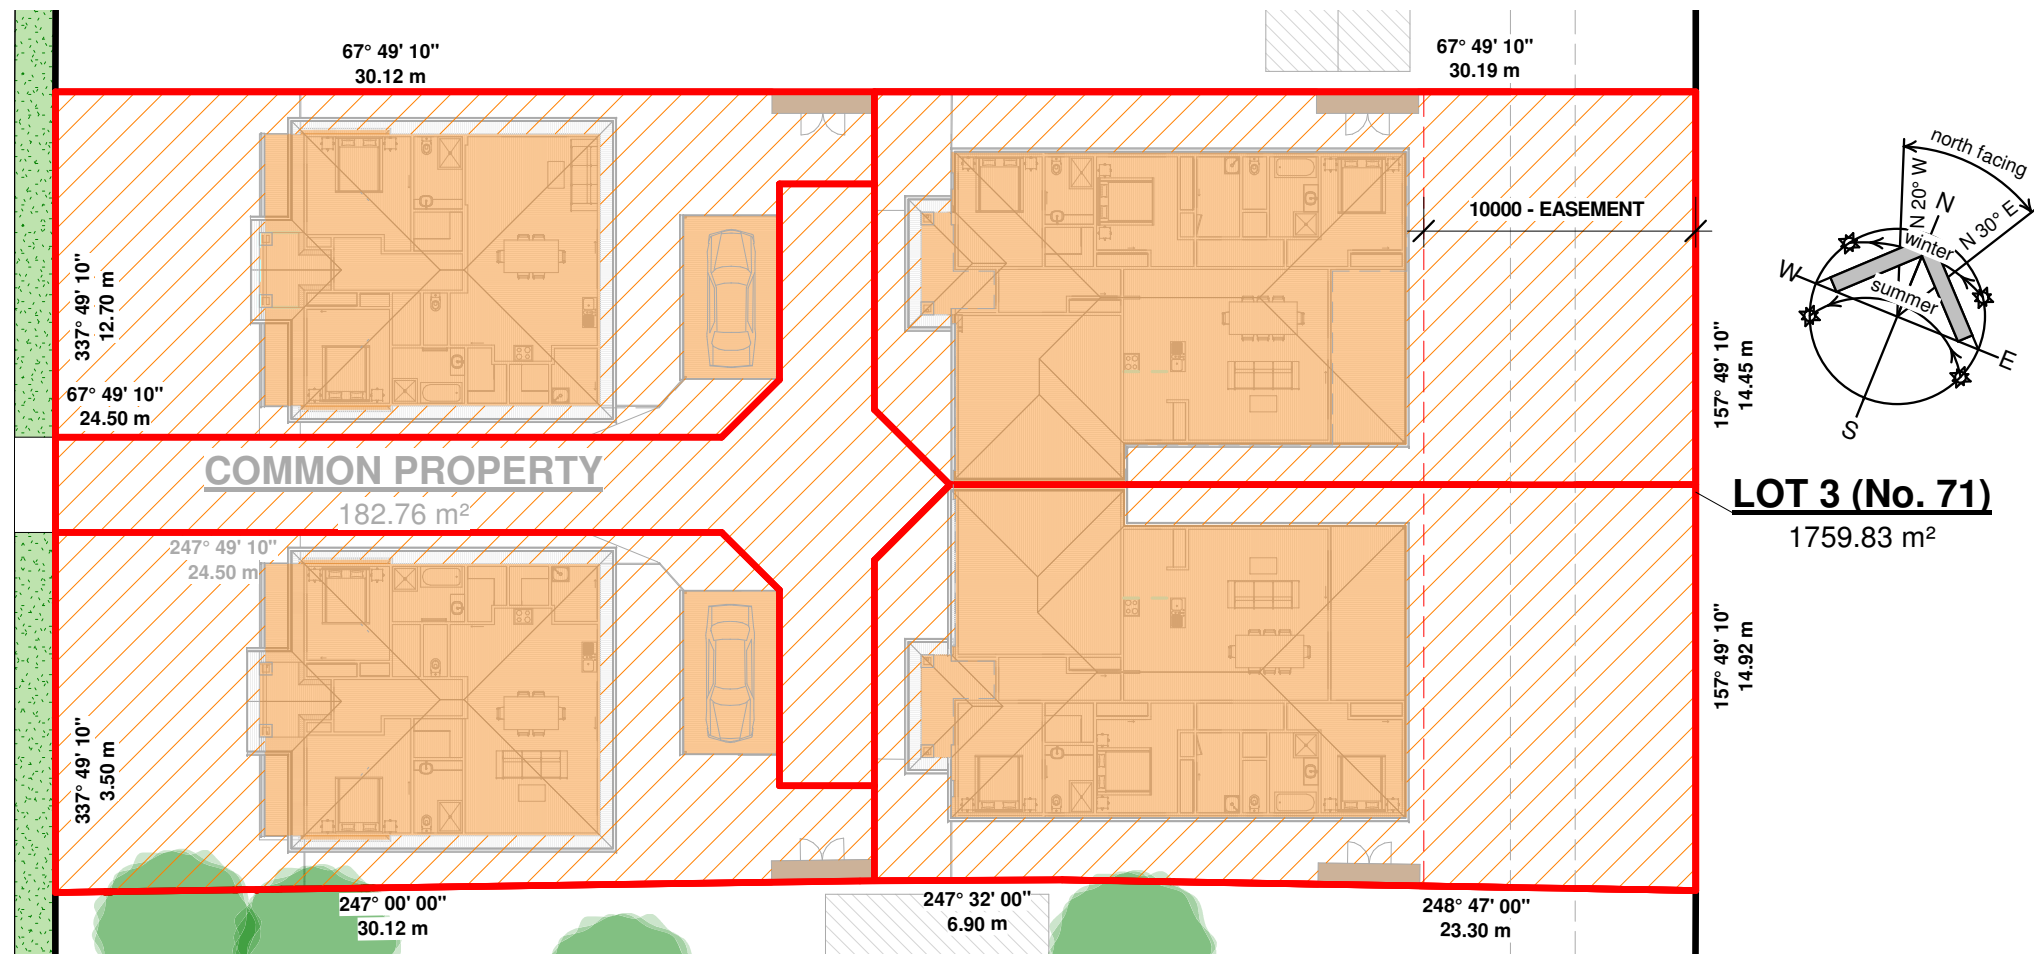 67° 49' 10"
30.12 m
67° 49' 10"
30.19 m
north facing
N 20° W
N
N 30° E
10000 - EASEMENT
winter
W
summer
E
S
337° 49' 10"
12.70 m
157° 49' 10"
14.45 m
67° 49' 10"
24.50 m
COMMON PROPERTY
182.76 m²
LOT 3 (No. 71)
1759.83 m²
247° 49' 10"
24.50 m
157° 49' 10"
14.92 m
337° 49' 10"
3.50 m
247° 00' 00"
30.12 m
247° 32' 00"
6.90 m
248° 47' 00"
23.30 m